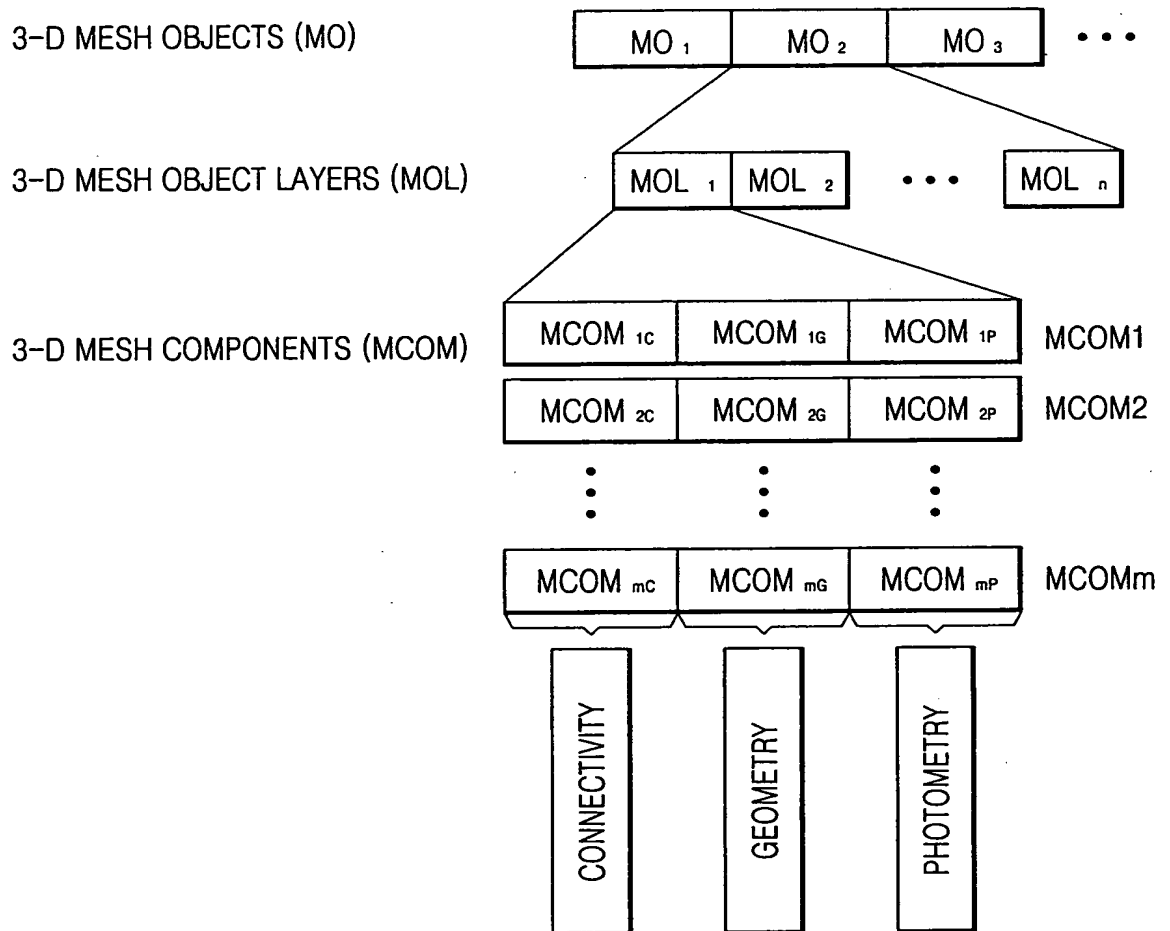 3-D MESH OBJECTS (MO) MO 1 MO 2 MO 3 • • •
3-D MESH OBJECT LAYERS (MOL) MOL 1 MOL 2 • • • MOL n
3-D MESH COMPONENTS (MCOM) MCOM 1C MCOM 1G MCOM 1P MCOM1
MCOM 2C MCOM 2G MCOM 2P MCOM2
MCOM mC MCOM mG MCOM mP MCOMm
CONNECTIVITY
GEOMETRY
PHOTOMETRY